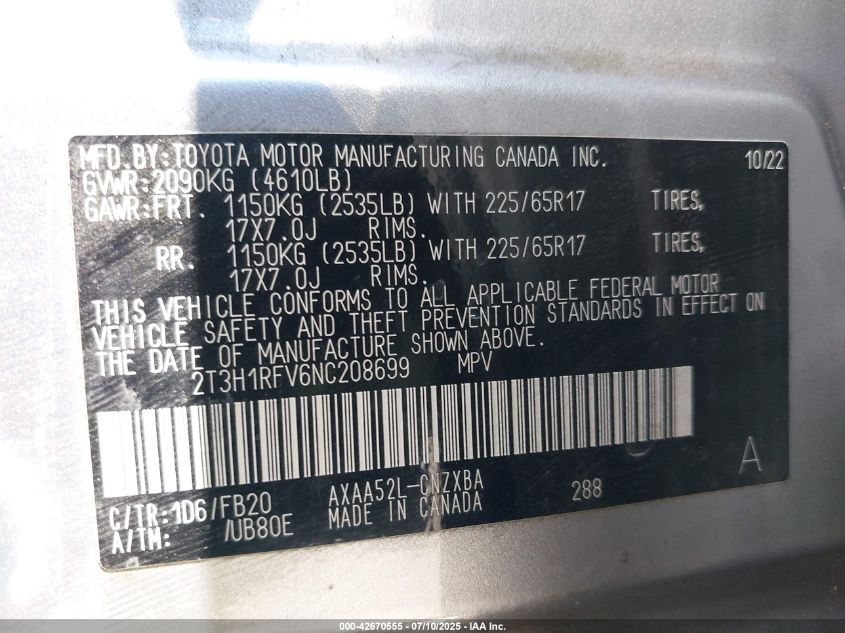 MFD.BY:TOYOTA MOTOR MANUFACTURING CANADA INC. 10/22
GVWR:2090KG (4610LB)
GAWR:FRT. 1150KG (2535LB) WITH 225/65R17 TIRES,
17X7.0J RIMS.
RR. 1150KG (2535LB) WITH 225/65R17 TIRES,
17X7.0J RIMS.
THIS VEHICLE CONFORMS TO ALL APPLICABLE FEDERAL MOTOR
VEHICLE SAFETY AND THEFT PREVENTION STANDARDS IN EFFECT ON
THE DATE OF MANUFACTURE SHOWN ABOVE.
2T3H1RFV6NC208699 MPV
A
C/TR:1D6/FB20 AXAA52L-CNZXBA 288
A/TM: /UB80E MADE IN CANADA
000-42670555 - 07/10/2025 - IAA Inc.